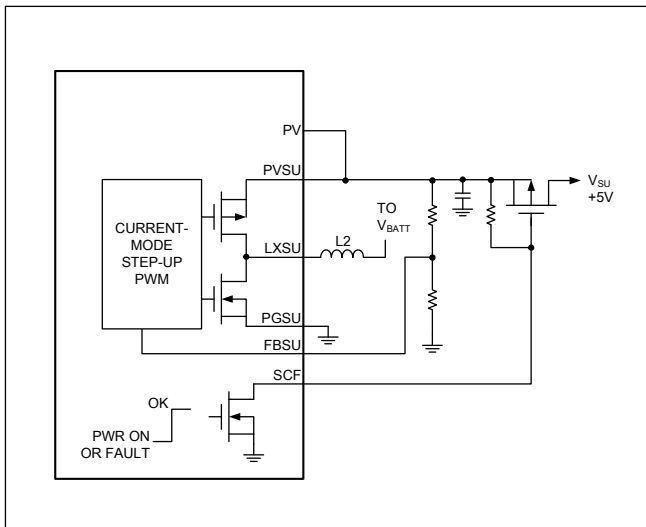 PV
PVSU
CURRENT-
MODE
STEP-UP
PWM
LXSU
L2
TO
VBATT
VSU
+5V
PGSU
FBSU
SCF
OK
PWR ON
OR FAULT